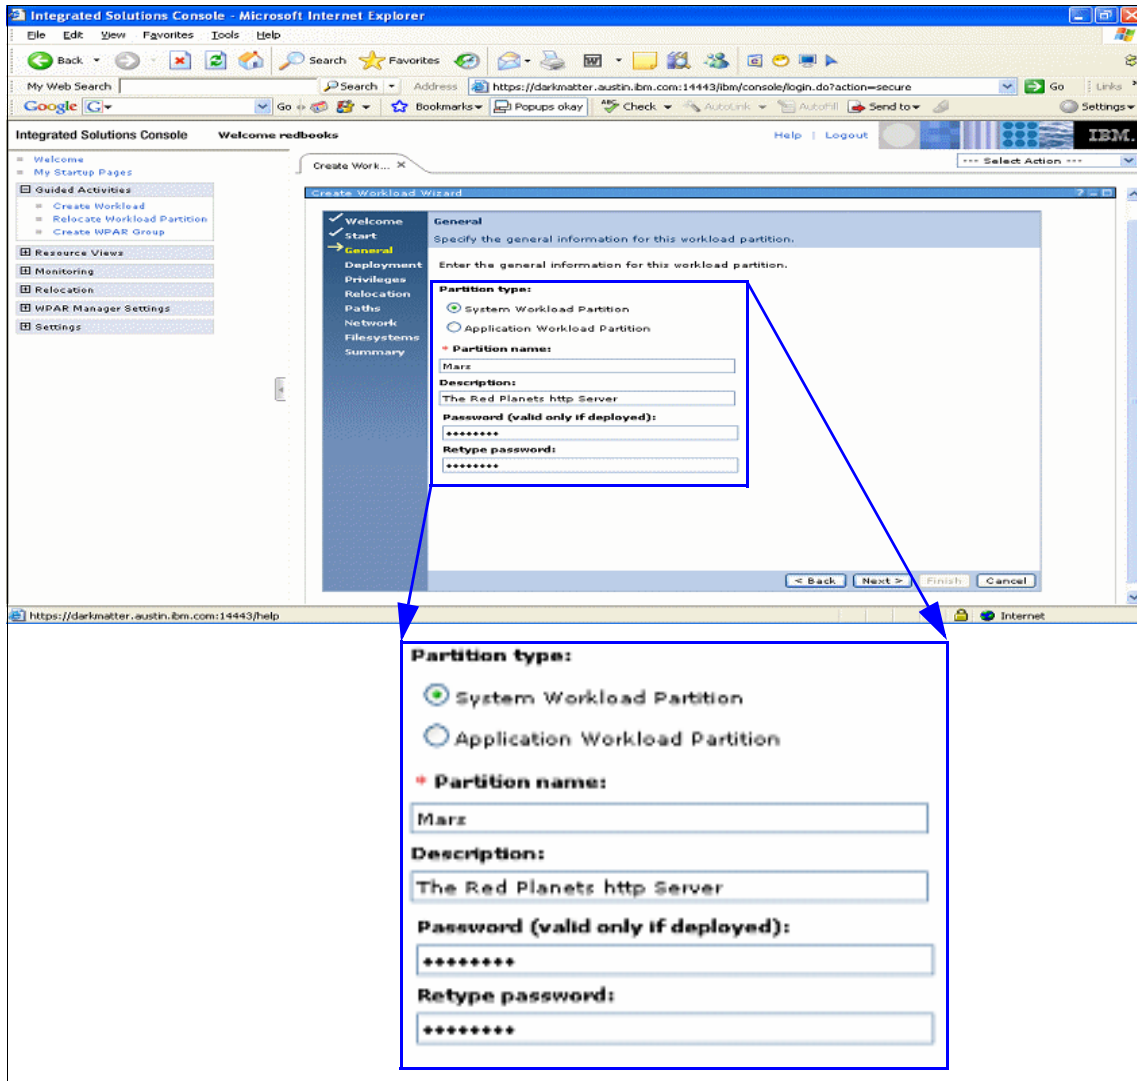 Integrated Solutions Console - Microsoft Internet Explorer
File Edit View Favorites Tools Help
Back Search Favorites
My Web Search Search Address https://darkmatter.austin.ibm.com:14443/ibm/console/login.do?action=secure Go Links
Google G Go Bookmarks Popups okay Check AutoLink AutoFill Send to Settings
Integrated Solutions Console Welcome redbooks Help | Logout IBM.
Welcome
My Startup Pages
Guided Activities
Create Workload
Relocate Workload Partition
Create WPAR Group
Resource Views
Monitoring
Relocation
WPAR Manager Settings
Settings
Create Work... X
--- Select Action ---
Create Workload Wizard
Welcome
Start
General
Deployment
Privileges
Relocation
Paths
Network
Filesystems
Summary
General
Specify the general information for this workload partition.
Enter the general information for this workload partition.
Partition type:
System Workload Partition
Application Workload Partition
* Partition name:
Marz
Description:
The Red Planets http Server
Password (valid only if deployed):
••••••••
Retype password:
••••••••
< Back Next > Finish Cancel
https://darkmatter.austin.ibm.com:14443/help Internet
Partition type:
System Workload Partition
Application Workload Partition
* Partition name:
Marz
Description:
The Red Planets http Server
Password (valid only if deployed):
••••••••
Retype password:
••••••••